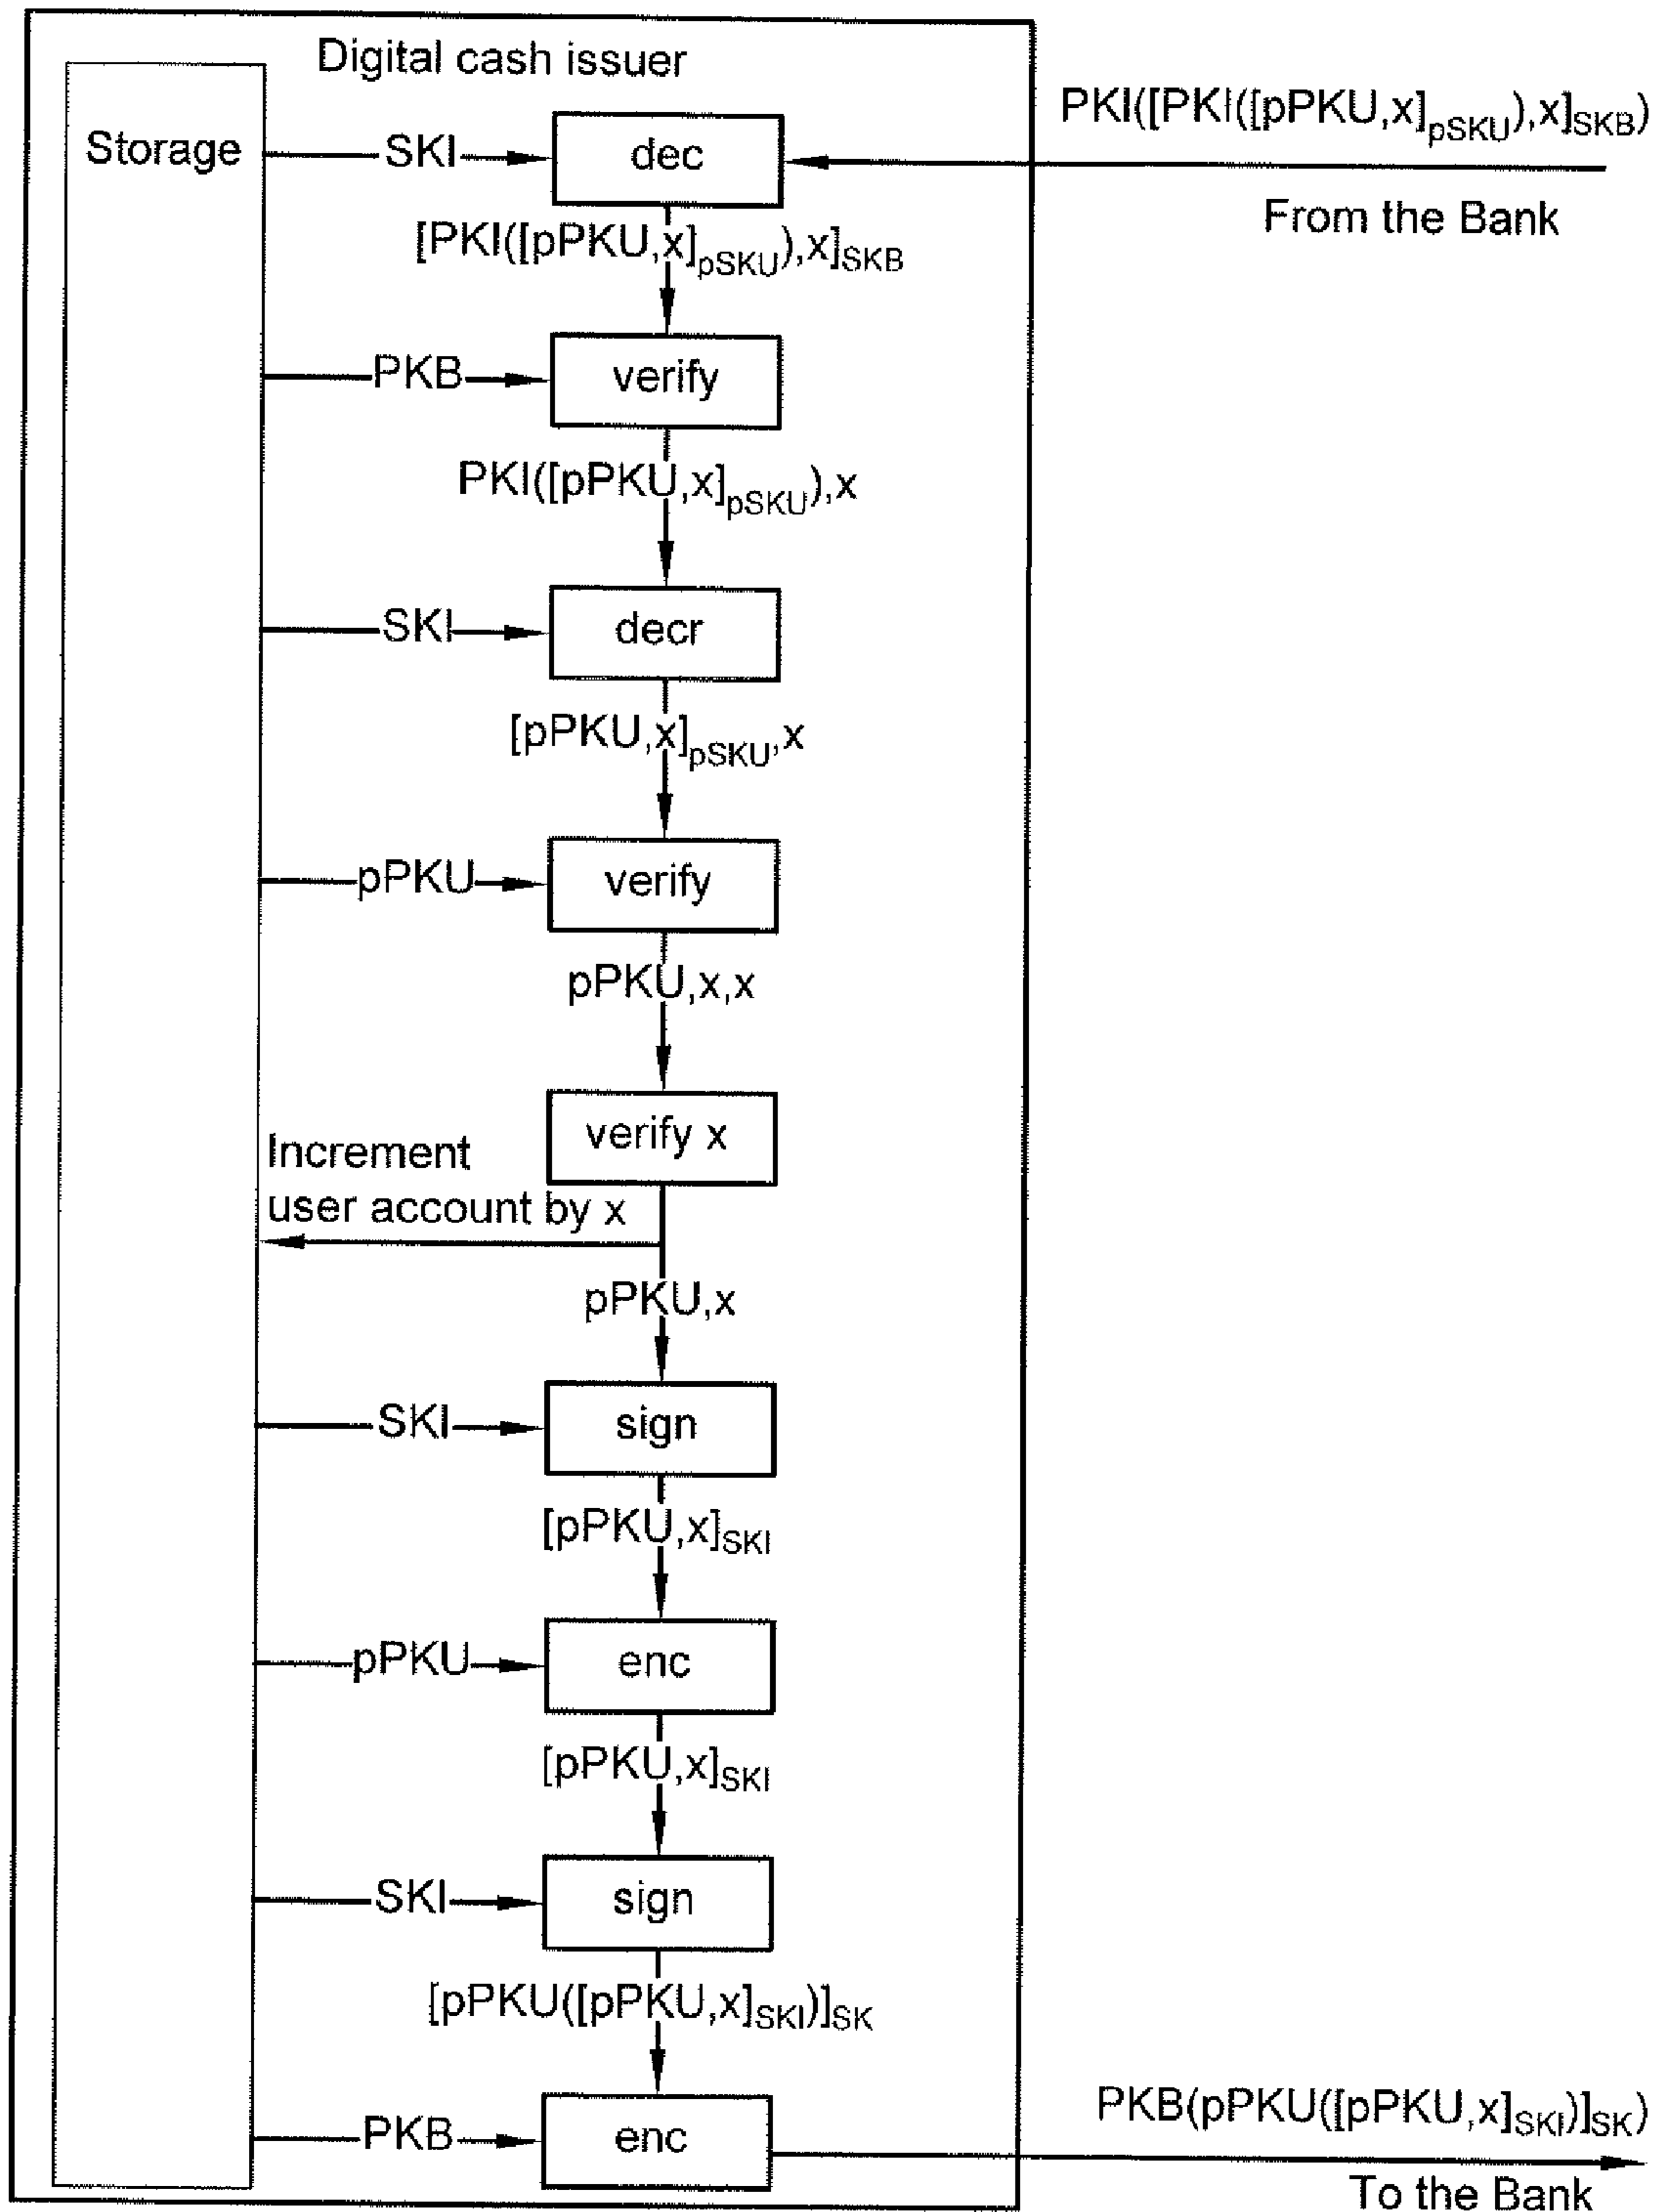 Digital cash issuer
Storage
PKI([PKI([pPKU,x]pSKU),x]SKB)
From the Bank
SKI
dec
[PKI([pPKU,x]pSKU),x]SKB
PKB
verify
PKI([pPKU,x]pSKU),x
SKI
decr
[pPKU,x]pSKU,x
pPKU
verify
pPKU,x,x
verify x
Increment
user account by x
pPKU,x
SKI
sign
[pPKU,x]SKI
pPKU
enc
[pPKU,x]SKI
SKI
sign
[pPKU([pPKU,x]SKI)]SK
PKB
enc
PKB(pPKU([pPKU,x]SKI)]SK)
To the Bank